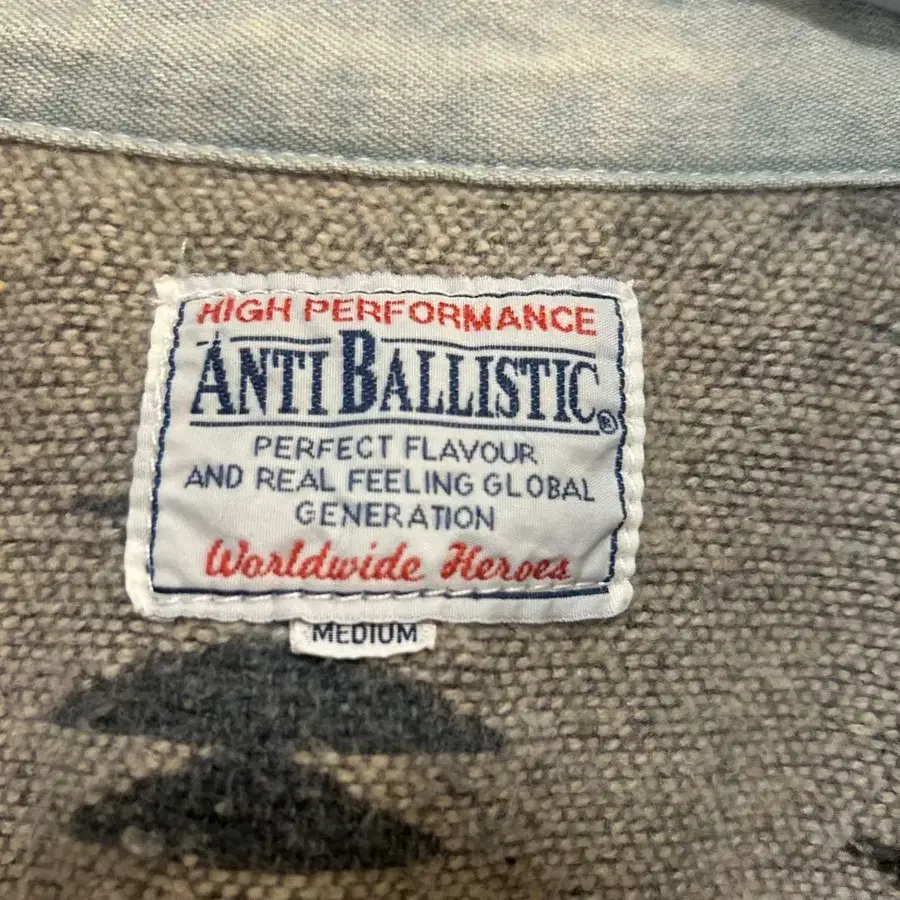 HIGH PERFORMANCE
ANTI BALLISTIC®
PERFECT FLAVOUR
AND REAL FEELING GLOBAL
GENERATION
Worldwide Heroes
MEDIUM